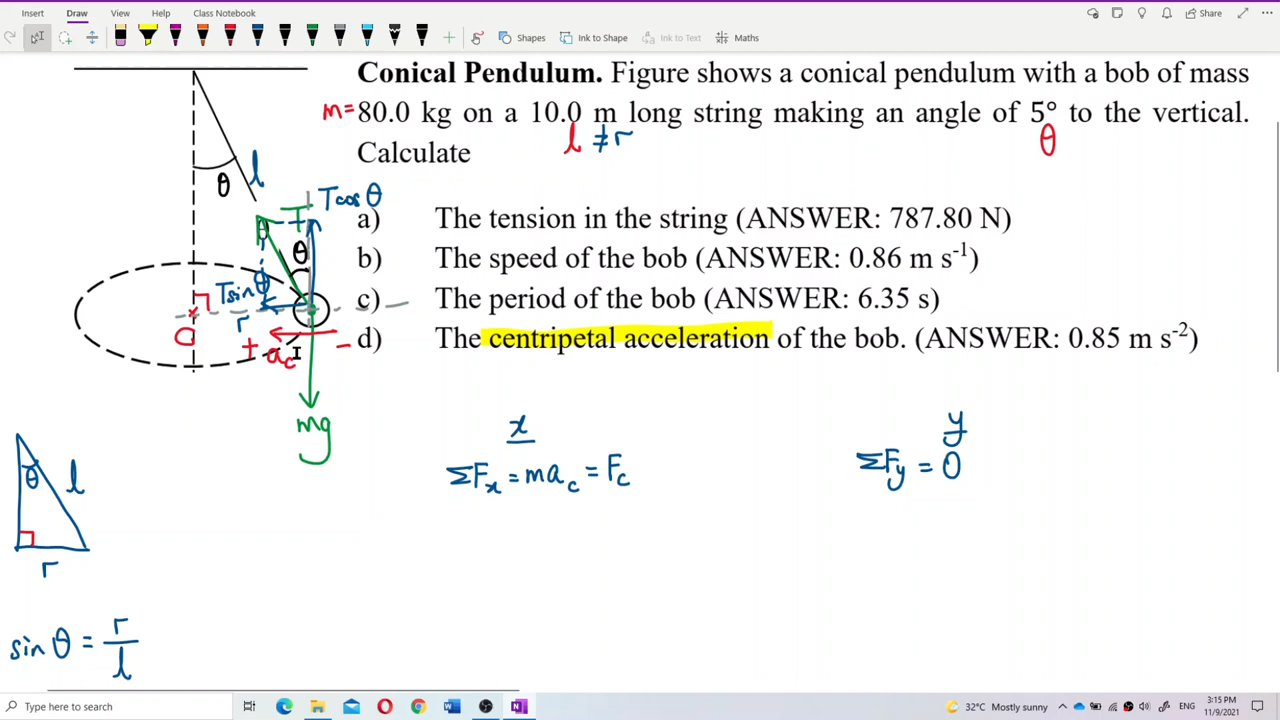 Insert Draw View Help Class Notebook
Share
Shapes Ink to Shape Ink to Text Maths
Conical Pendulum. Figure shows a conical pendulum with a bob of mass
m= 80.0 kg on a 10.0 m long string making an angle of 5° to the vertical.
l ≠ r
θ
Calculate
θ
l
T cos θ
T
a) The tension in the string (ANSWER: 787.80 N)
θ
b) The speed of the bob (ANSWER: 0.86 m s-1)
T sin θ
c) The period of the bob (ANSWER: 6.35 s)
r
C
+ ac -
d) The centripetal acceleration of the bob. (ANSWER: 0.85 m s-2)
mg
x
y
ΣFx = mac = Fc
ΣFy = 0
θ
l
r
sin θ = r
l
Type here to search
32°C Mostly sunny
ENG
3:15 PM
11/9/2021